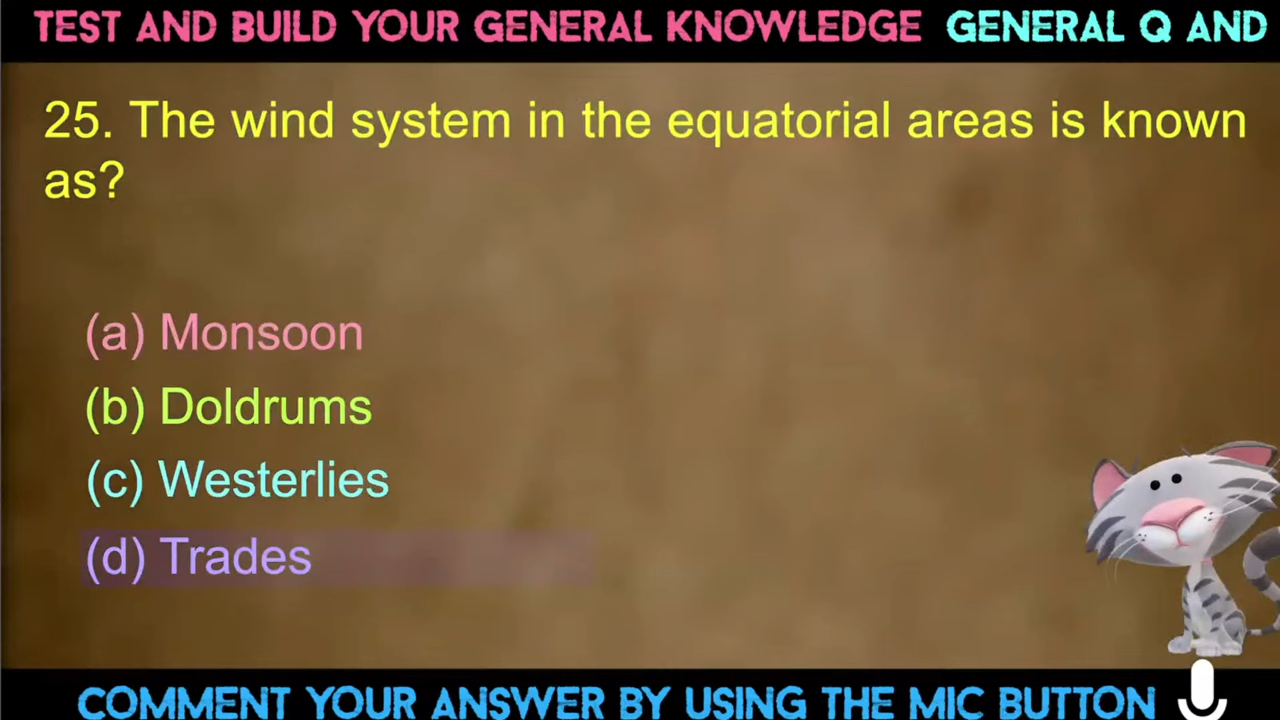 TEST AND BUILD YOUR GENERAL KNOWLEDGE GENERAL Q AND
25. The wind system in the equatorial areas is known
as?
(a) Monsoon
(b) Doldrums
(c) Westerlies
(d) Trades
COMMENT YOUR ANSWER BY USING THE MIC BUTTON